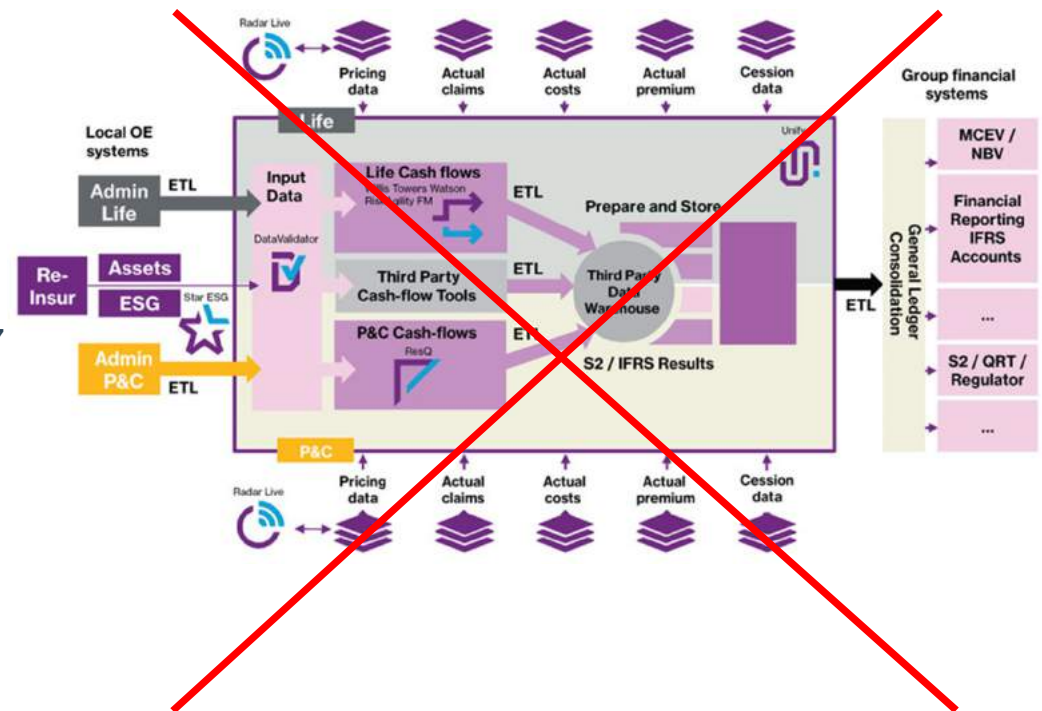 Radar Live
Pricing
data
Actual
claims
Actual
costs
Actual
premium
Cession
data
Group financial
systems
Life
Unify
Local OE
systems
Admin
Life
ETL
Input
Data
Life Cash flows
Willis Towers Watson
RiskAgility FM
ETL
Prepare and Store
DataValidator
Re-
Insur
Assets
ESG
Star ESG
Third Party
Cash-flow Tools
ETL
Third Party
Data
Warehouse
Admin
P&C
ETL
P&C Cash-flows
ResQ
ETL
S2 / IFRS Results
P&C
ETL
General Ledger
Consolidation
MCEV /
NBV
Financial
Reporting
IFRS
Accounts
...
S2 / QRT /
Regulator
...
Radar Live
Pricing
data
Actual
claims
Actual
costs
Actual
premium
Cession
data